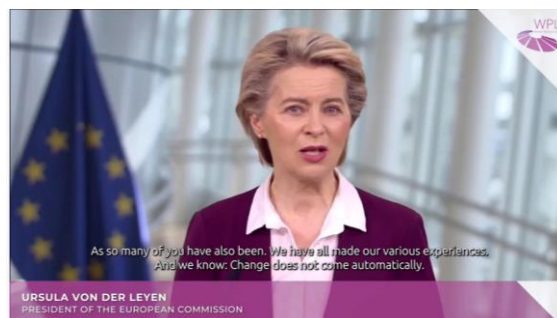 WPL
As so many of you have also been. We have all made our various experiences.
And we know: Change does not come automatically.
URSULA VON DER LEYEN
PRESIDENT OF THE EUROPEAN COMMISSION